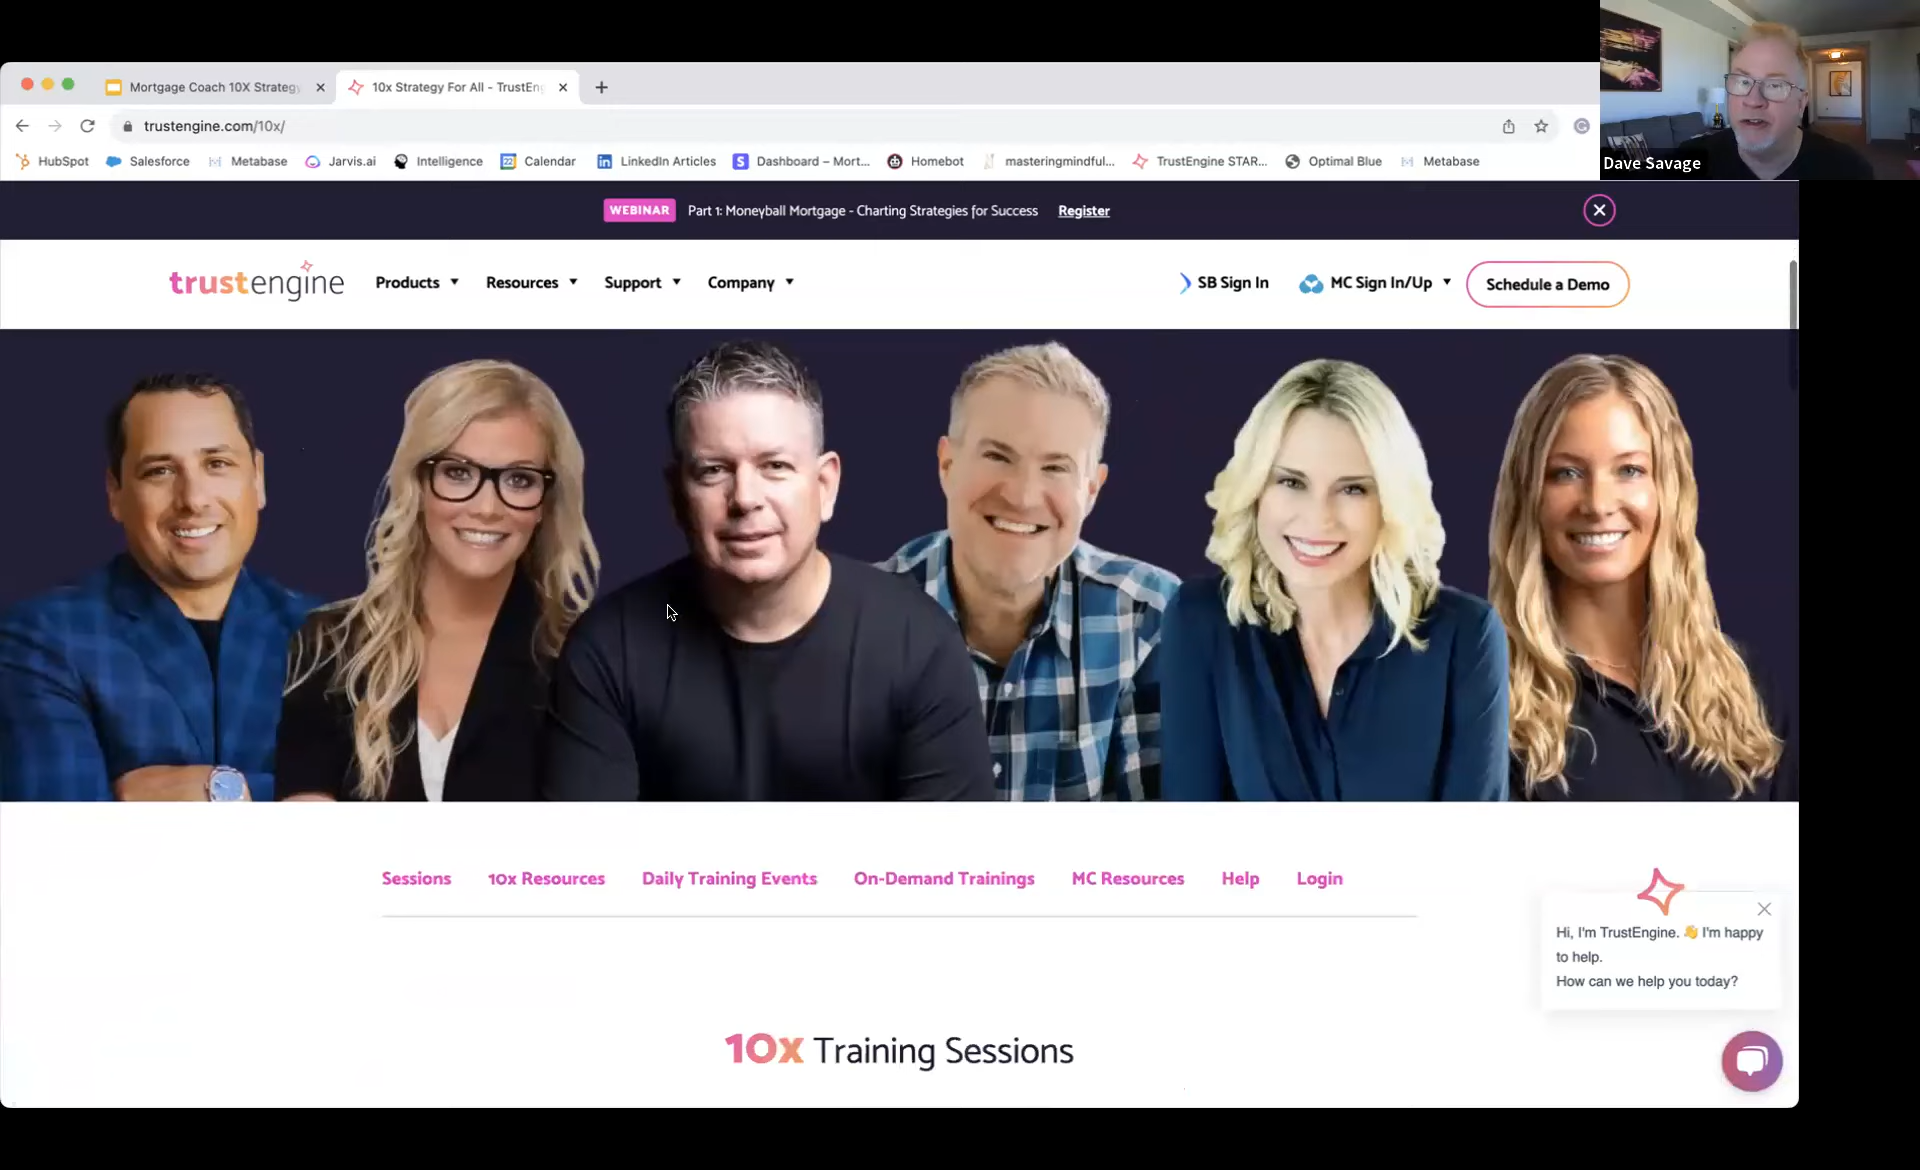 Mortgage Coach 10X Strategy
10x Strategy For All - TrustEn
trustengine.com/10x/
HubSpot
Salesforce
Metabase
Jarvis.ai
Intelligence
Calendar
LinkedIn Articles
Dashboard – Mort...
Homebot
masteringmindful...
TrustEngine STAR...
Optimal Blue
Metabase
Dave Savage
WEBINAR Part 1: Moneyball Mortgage - Charting Strategies for Success Register
trustengine
Products
Resources
Support
Company
SB Sign In
MC Sign In/Up
Schedule a Demo
Sessions
10x Resources
Daily Training Events
On-Demand Trainings
MC Resources
Help
Login
10x Training Sessions
Hi, I'm TrustEngine. 👋 I'm happy
to help.
How can we help you today?